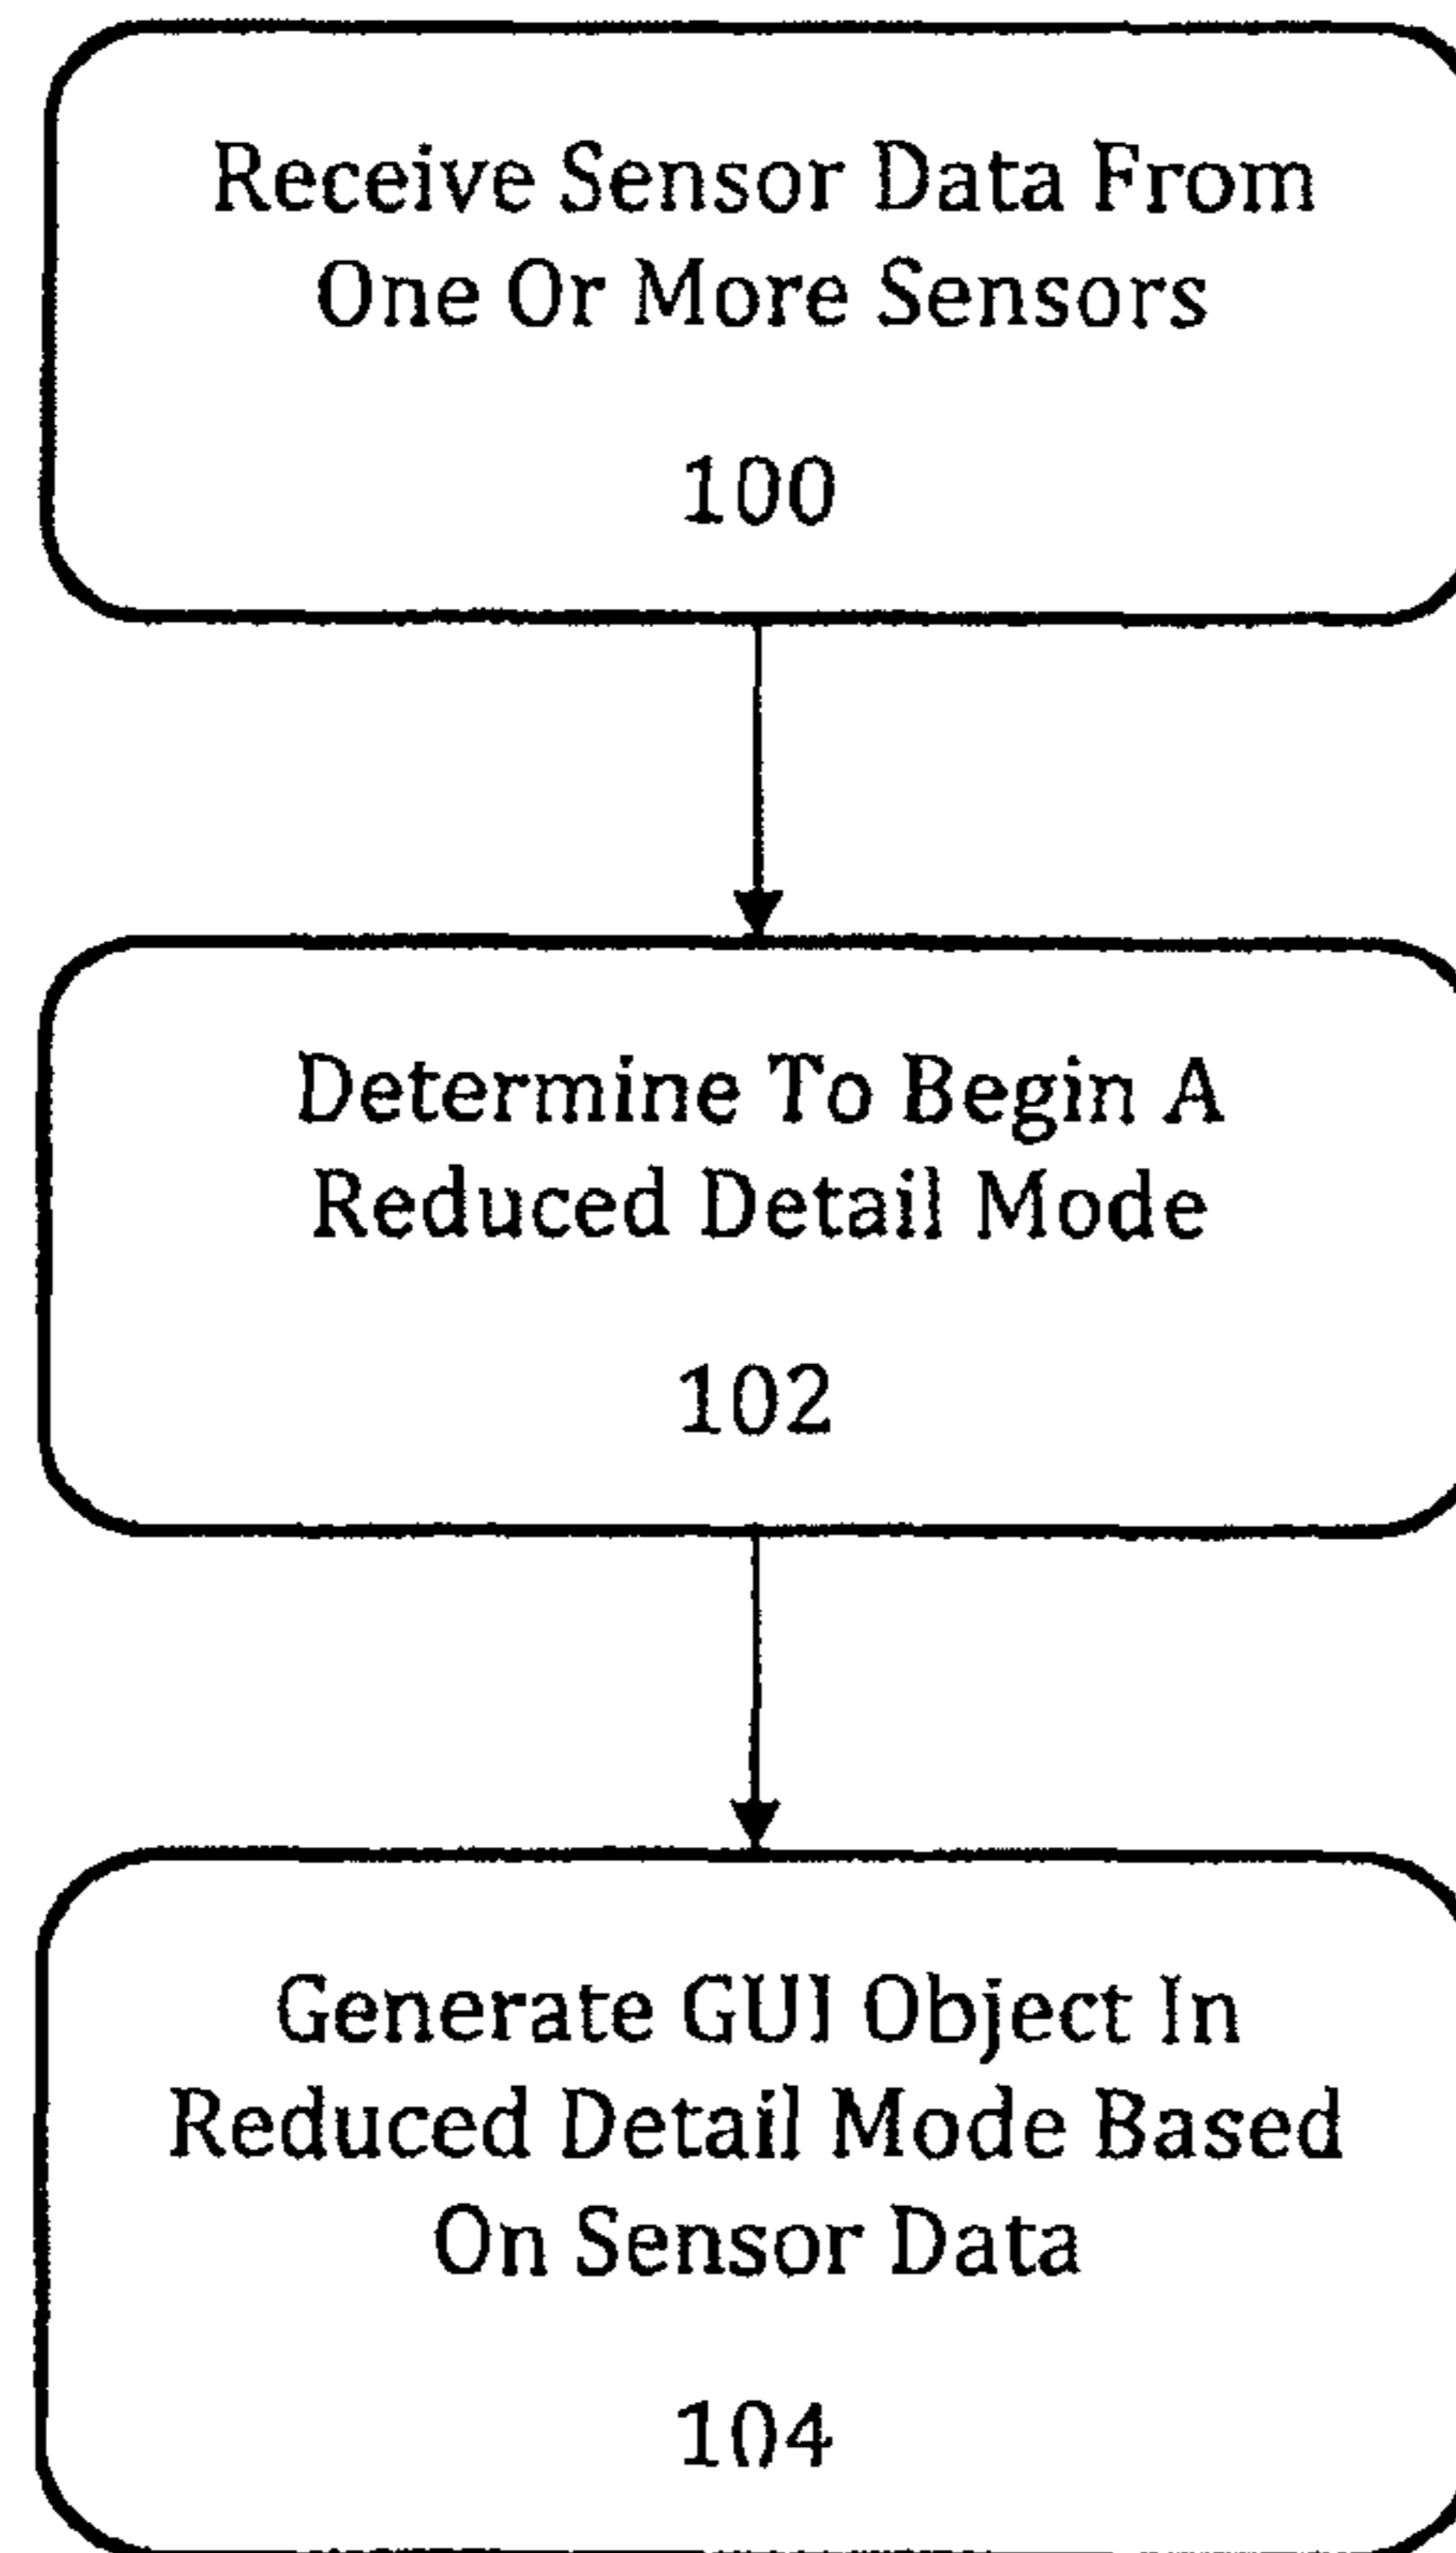 Receive Sensor Data From
One Or More Sensors
100
Determine To Begin A
Reduced Detail Mode
102
Generate GUI Object In
Reduced Detail Mode Based
On Sensor Data
104